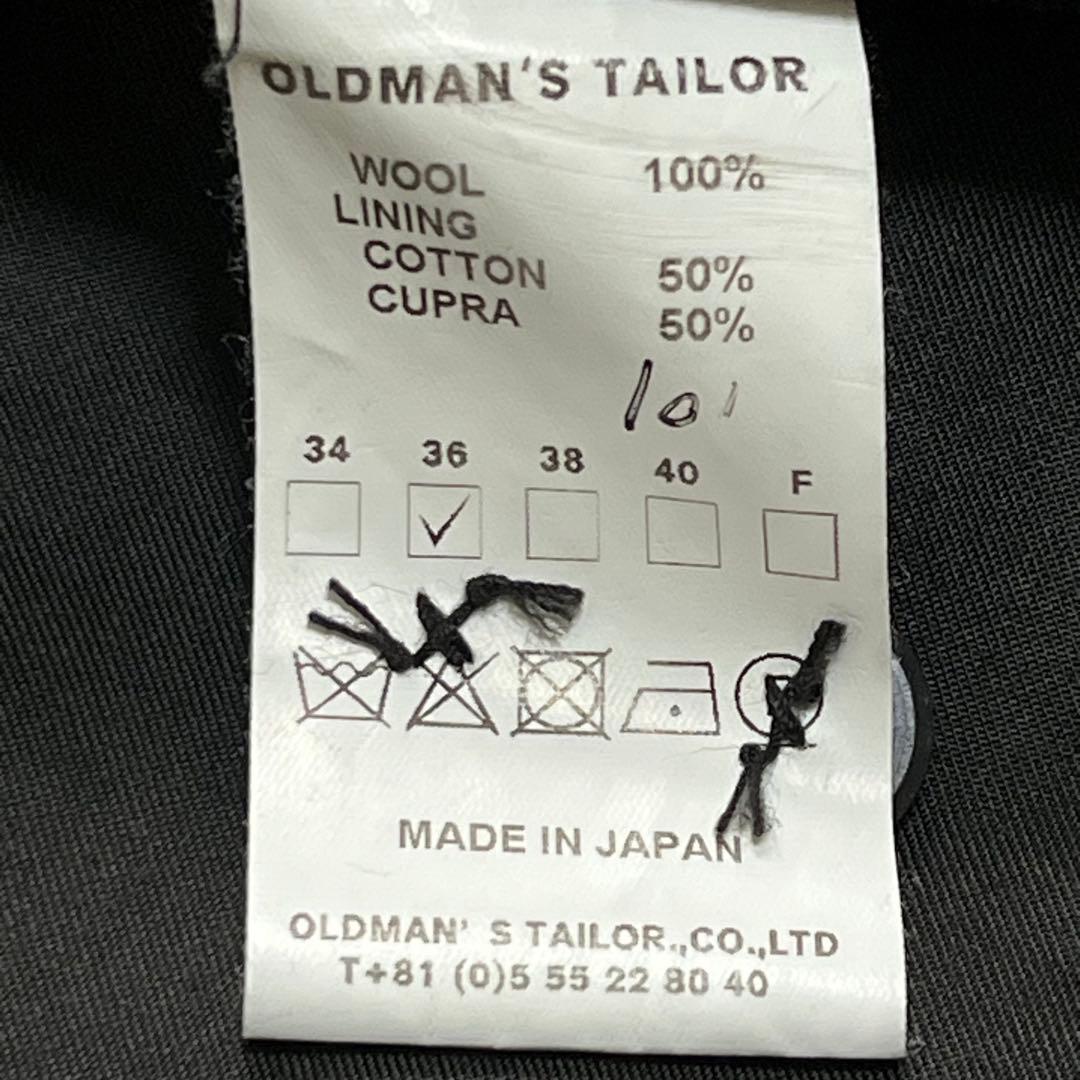 OLDMAN'S TAILOR
WOOL 100%
LINING
COTTON 50%
CUPRA 50%
101
34 36 38 40 F
MADE IN JAPAN
OLDMAN' S TAILOR.,CO.,LTD
T+81 (0)5 55 22 80 40